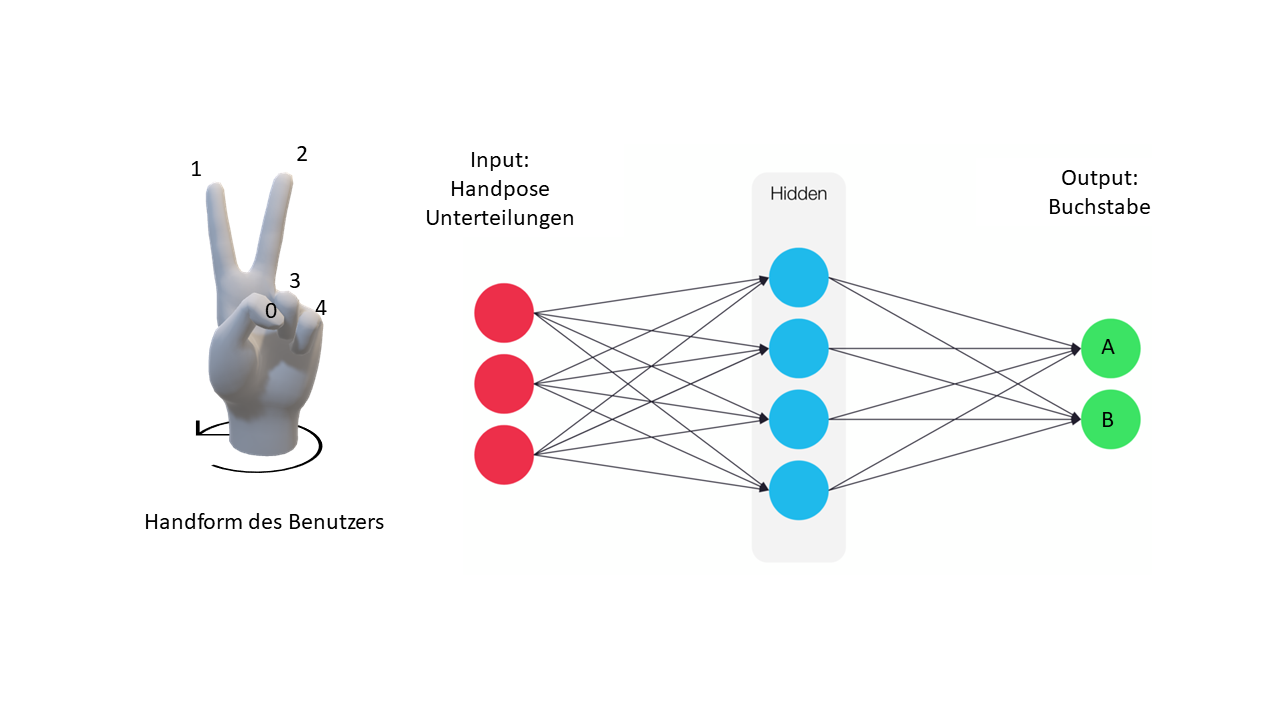 1
2
3
0
4
Handform des Benutzers
Input:
Handpose
Unterteilungen
Hidden
Output:
Buchstabe
A
B